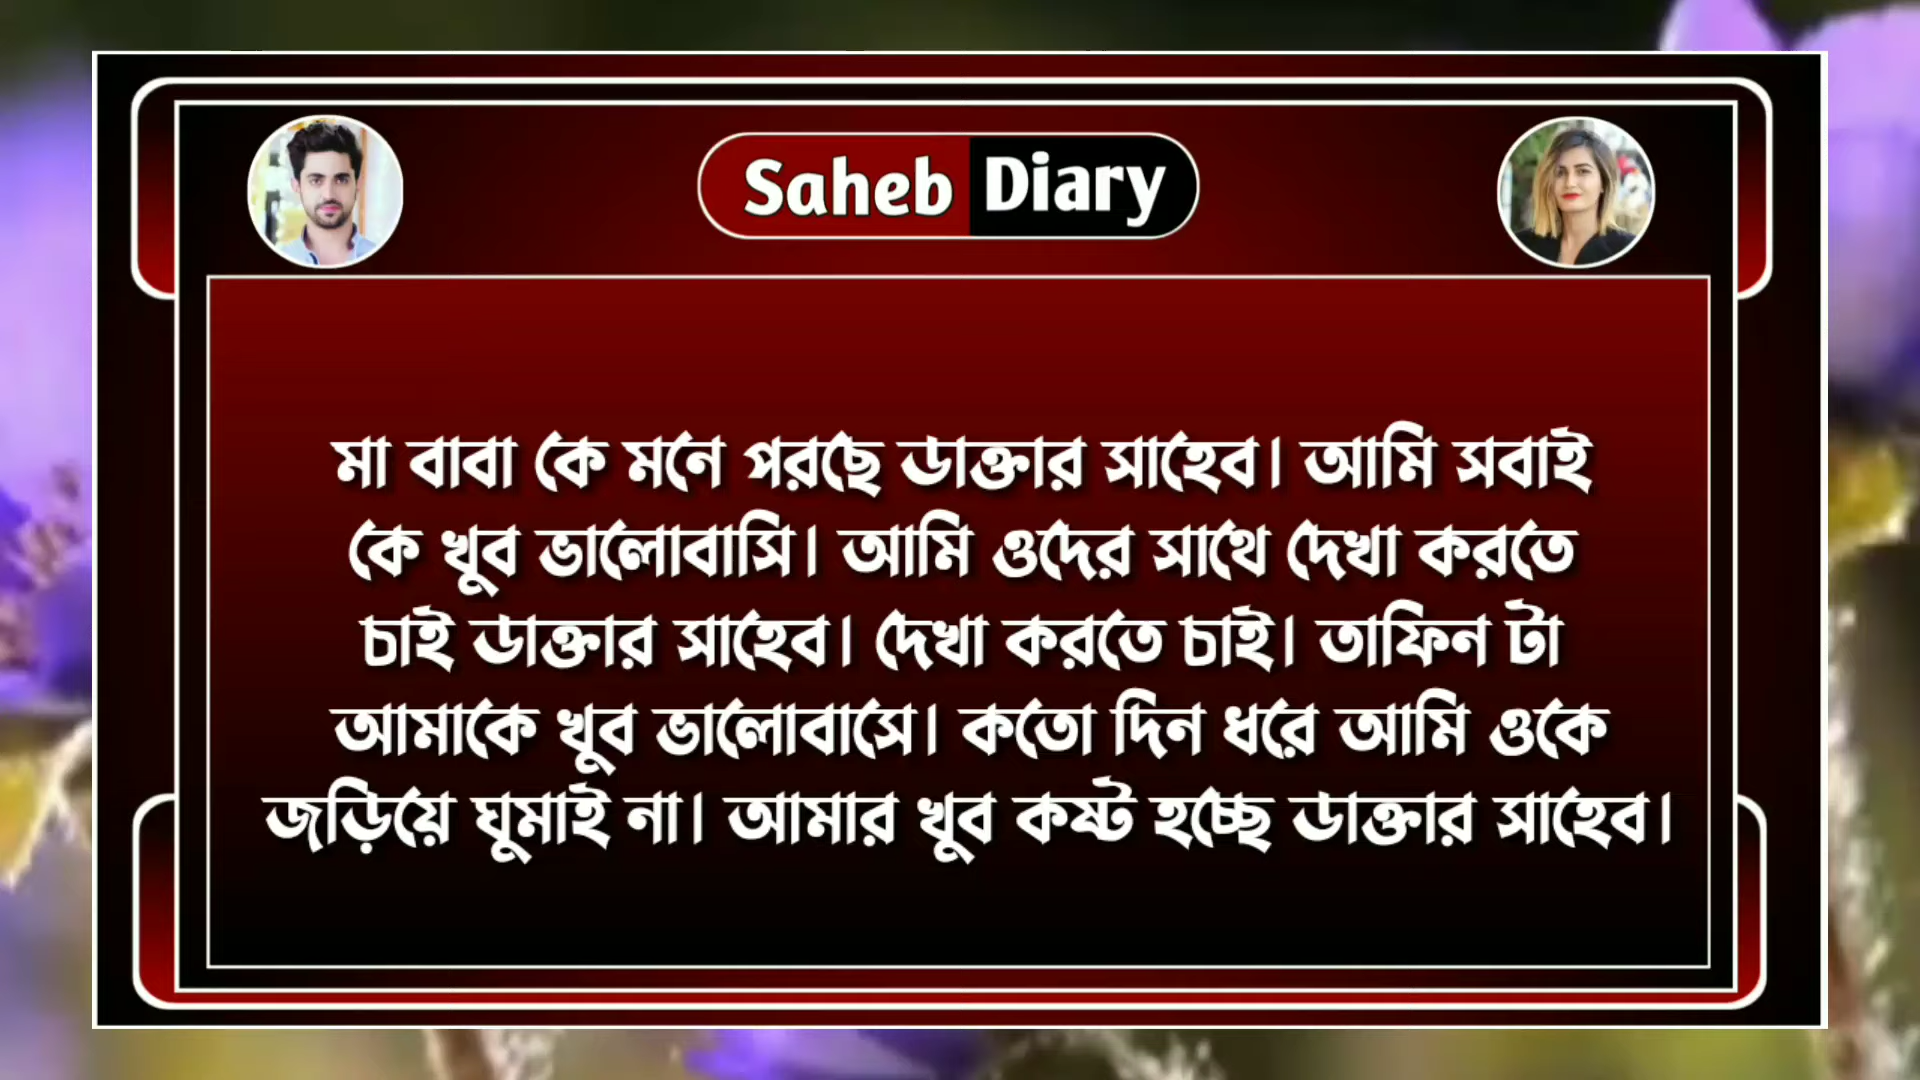 Saheb Diary
মা বাবা কে মনে পরছে ডাক্তার সাহেব। আমি সবাই
কে খুব ভালোবাসি। আমি ওদের সাথে দেখা করতে
চাই ডাক্তার সাহেব। দেখা করতে চাই। তাফিন টা
আমাকে খুব ভালোবাসে। কতো দিন ধরে আমি ওকে
জড়িয়ে ঘুমাই না। আমার খুব কষ্ট হচ্ছে ডাক্তার সাহেব।